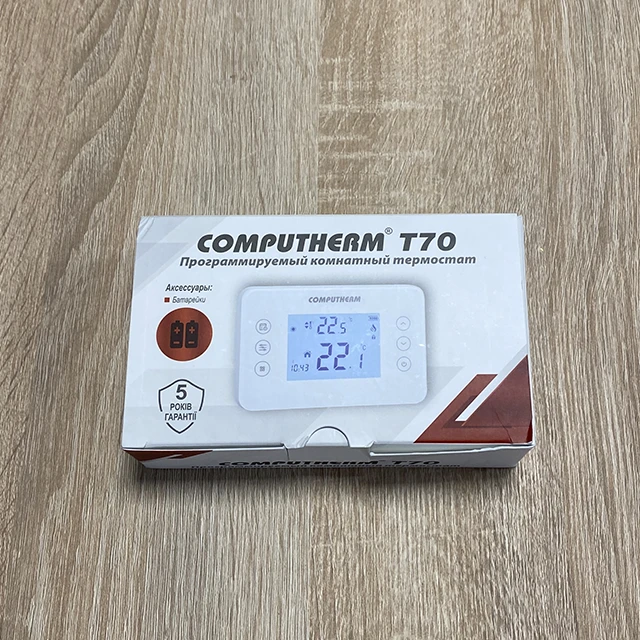 COMPUTHERM® T70
Программируемый комнатный термостат
Аксессуары:
Батарейки
COMPUTHERM
22.5
22.1 °C
10:43
5
РОКІВ
ГАРАНТІЇ
COMPUTHERM® T70